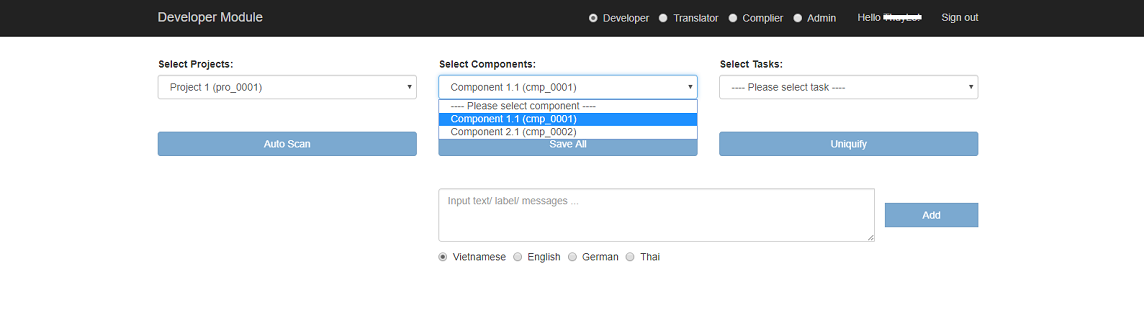 Developer Module
Developer Translator Complier Admin Hello Sign out
Select Projects: Select Components: Select Tasks:
Project 1 (pro_0001) Component 1.1 (cmp_0001) ---- Please select task ----
---- Please select component ----
Component 1.1 (cmp_0001)
Component 2.1 (cmp_0002)
Auto Scan Save All Uniquify
Input text/ label/ messages ...
Add
Vietnamese English German Thai